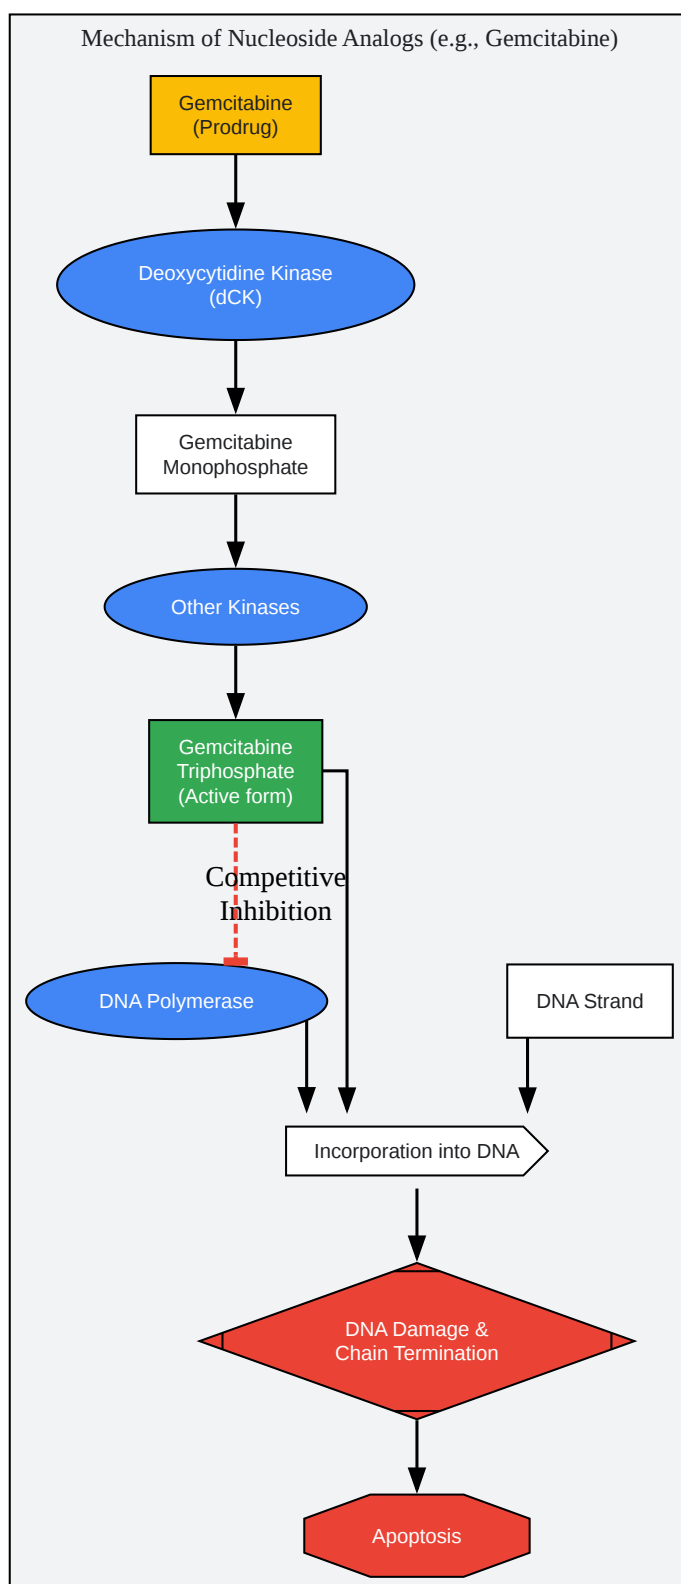 Mechanism of Nucleoside Analogs (e.g., Gemcitabine)
Gemcitabine
(Prodrug)
Deoxycytidine Kinase
(dCK)
Gemcitabine
Monophosphate
Other Kinases
Gemcitabine
Triphosphate
(Active form)
Competitive
Inhibition
DNA Polymerase
DNA Strand
Incorporation into DNA
DNA Damage &
Chain Termination
Apoptosis